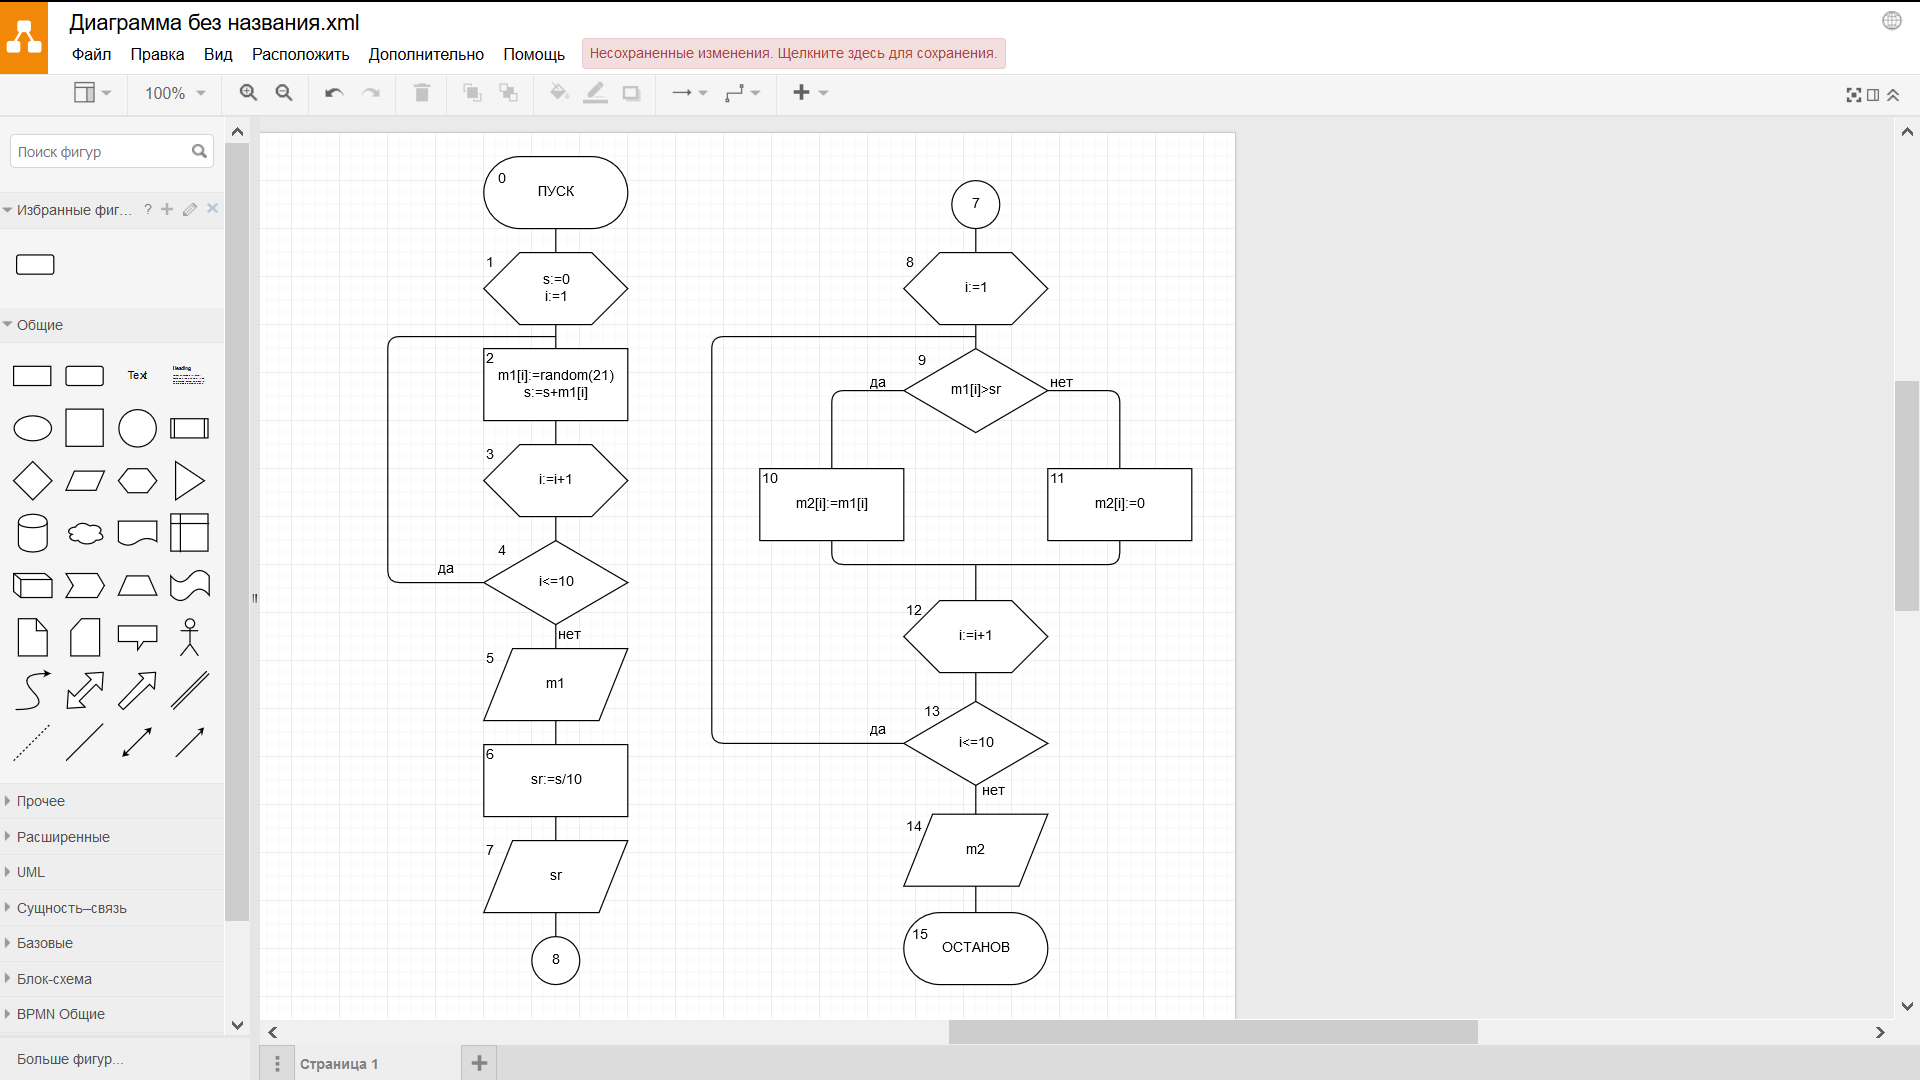 Диаграмма без названия.xml
Файл Правка Вид Расположить Дополнительно Помощь Несохраненные изменения. Щелкните здесь для сохранения.
100%
Поиск фигур
Избранные фиг... ?
Общие
Text
Heading
Прочее
Расширенные
UML
Сущность–связь
Базовые
Блок-схема
BPMN Общие
Больше фигур...
0
ПУСК
1
s:=0
i:=1
2
m1[i]:=random(21)
s:=s+m1[i]
3
i:=i+1
4
да
i<=10
нет
5
m1
6
sr:=s/10
7
sr
8
7
8
i:=1
9
да
m1[i]>sr
нет
10
m2[i]:=m1[i]
11
m2[i]:=0
12
i:=i+1
13
да
i<=10
нет
14
m2
15
ОСТАНОВ
Страница 1